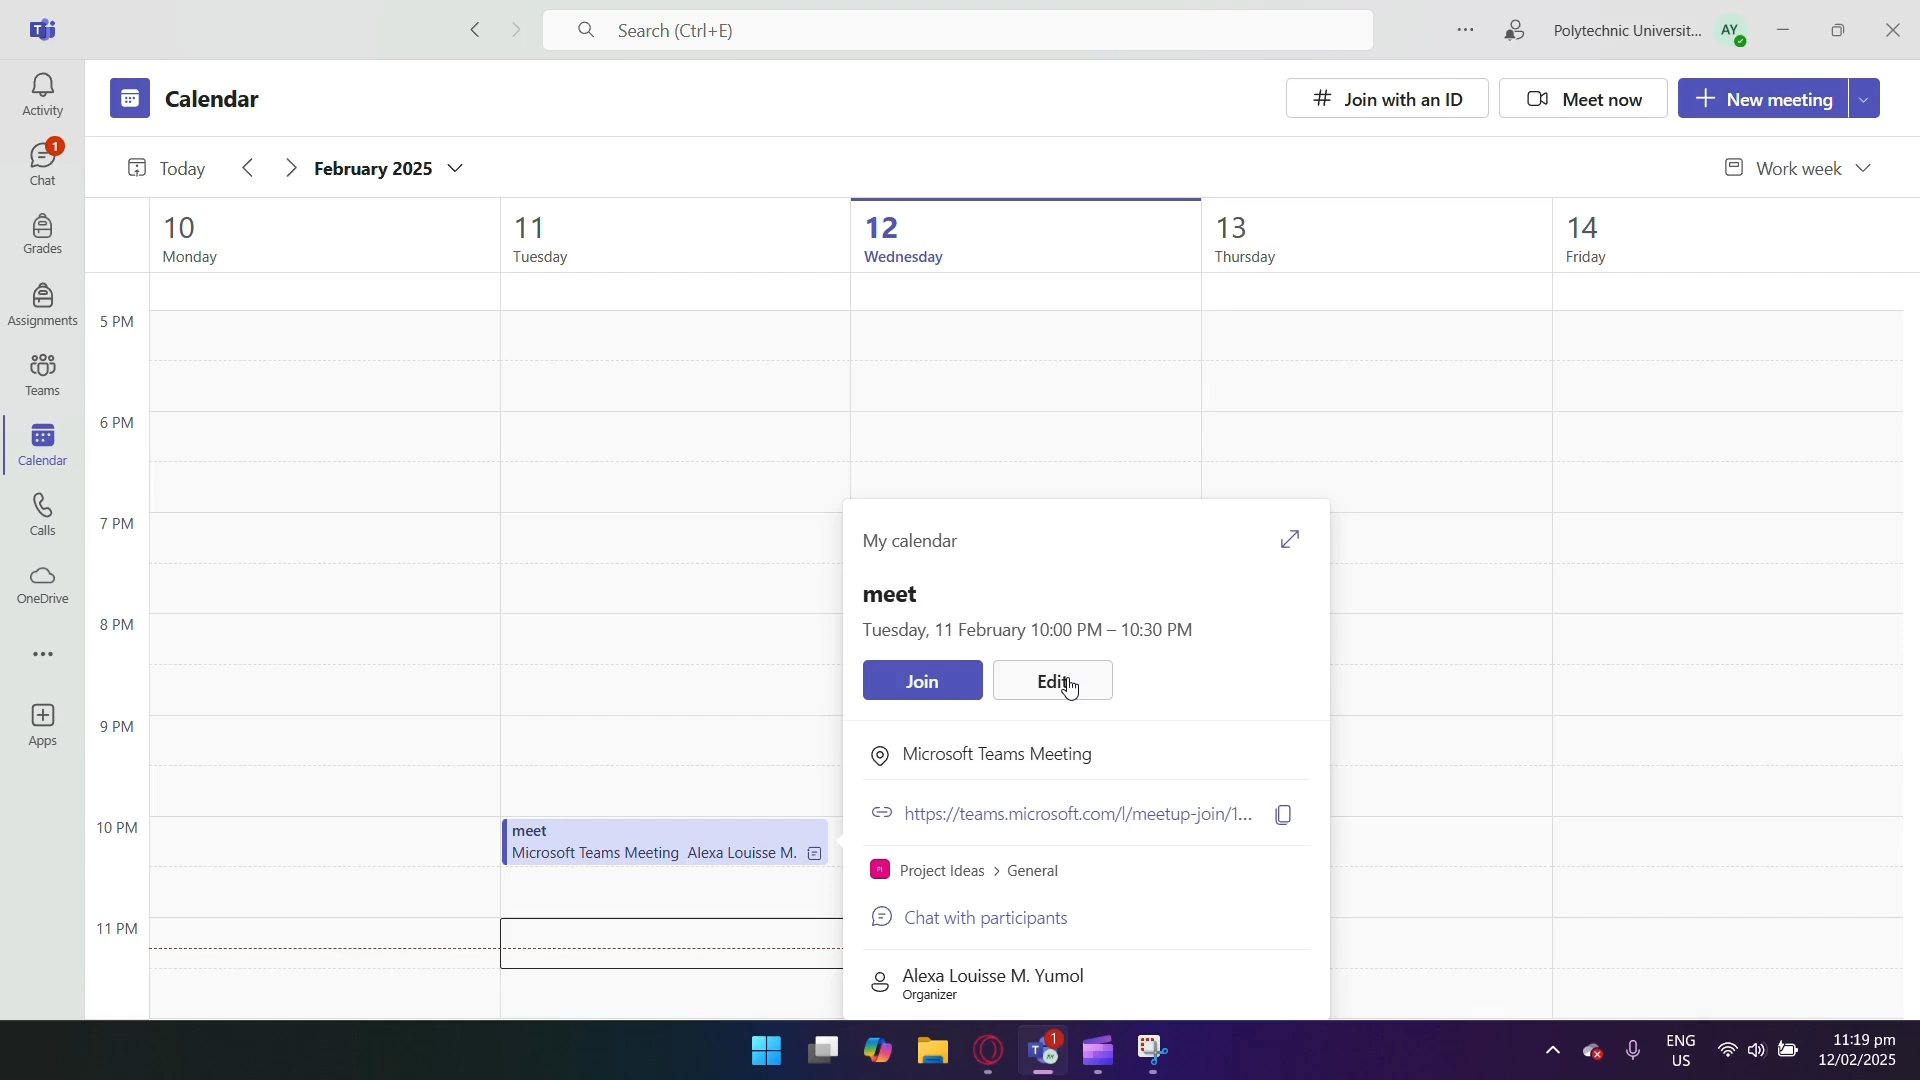 Search (Ctrl+E)
Polytechnic Universit...
AY
Activity
Chat
1
Grades
Assignments
Teams
Calendar
Calls
OneDrive
Apps
Calendar
# Join with an ID
Meet now
New meeting
Today
February 2025
Work week
10
Monday
11
Tuesday
12
Wednesday
13
Thursday
14
Friday
5 PM
6 PM
7 PM
8 PM
9 PM
10 PM
11 PM
meet
Microsoft Teams Meeting Alexa Louisse M.
My calendar
meet
Tuesday, 11 February 10:00 PM – 10:30 PM
Join
Edit
Microsoft Teams Meeting
https://teams.microsoft.com/l/meetup-join/1...
PI
Project Ideas > General
Chat with participants
Alexa Louisse M. Yumol
Organizer
1
ENG
US
11:19 pm
12/02/2025